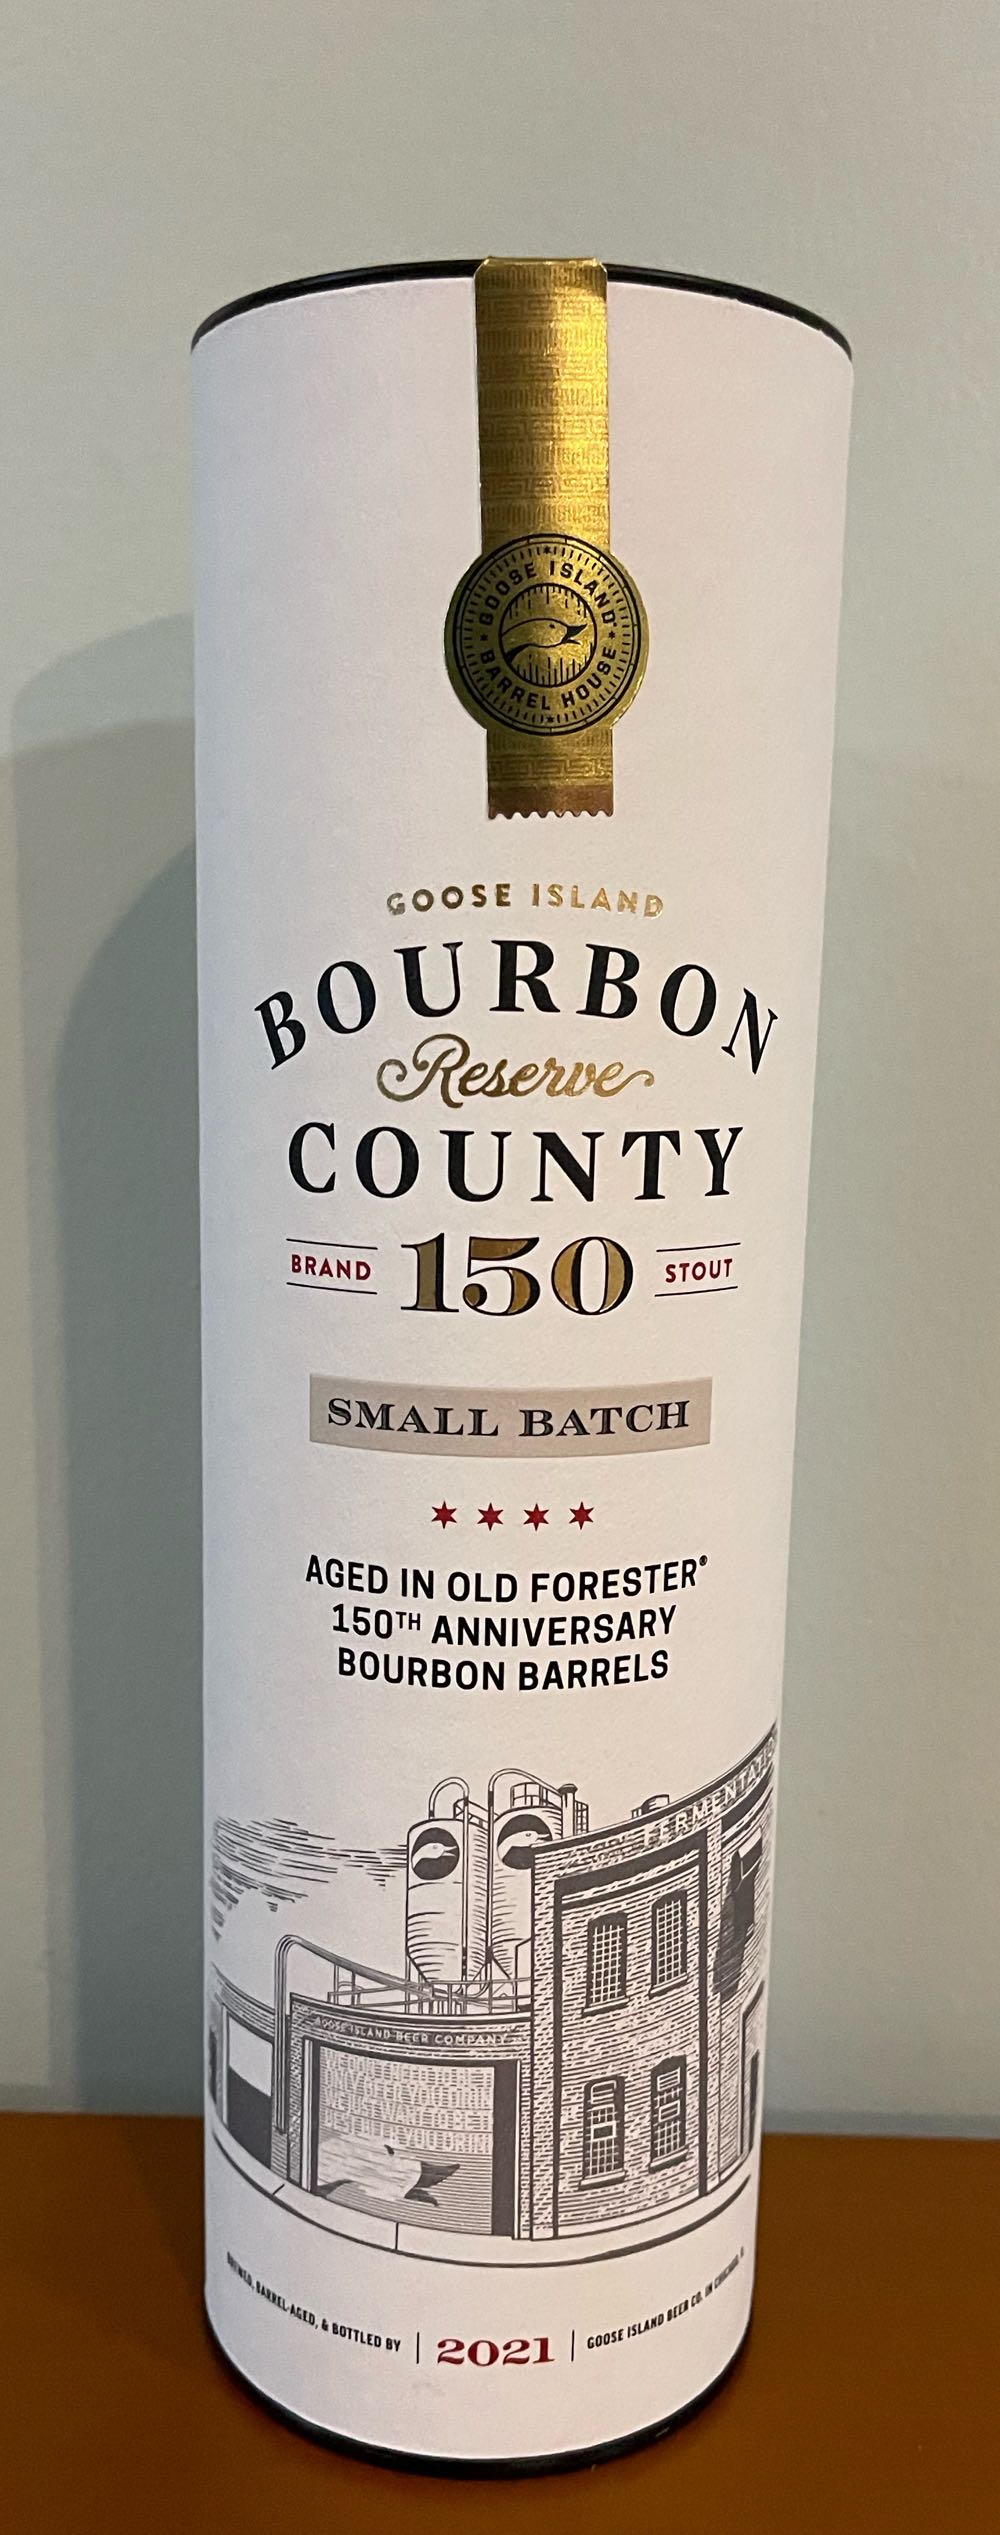 GOOSE ISLAND
BARREL HOUSE
GOOSE ISLAND
BOURBON
Reserve
COUNTY
BRAND 150 STOUT
SMALL BATCH
AGED IN OLD FORESTER®
150TH ANNIVERSARY
BOURBON BARRELS
FERMENTATIO
GOOSE ISLAND BEER COMPANY
BREWED, BARREL-AGED, & BOTTLED BY | 2021 | GOOSE ISLAND BEER CO. IN CHICAGO, IL